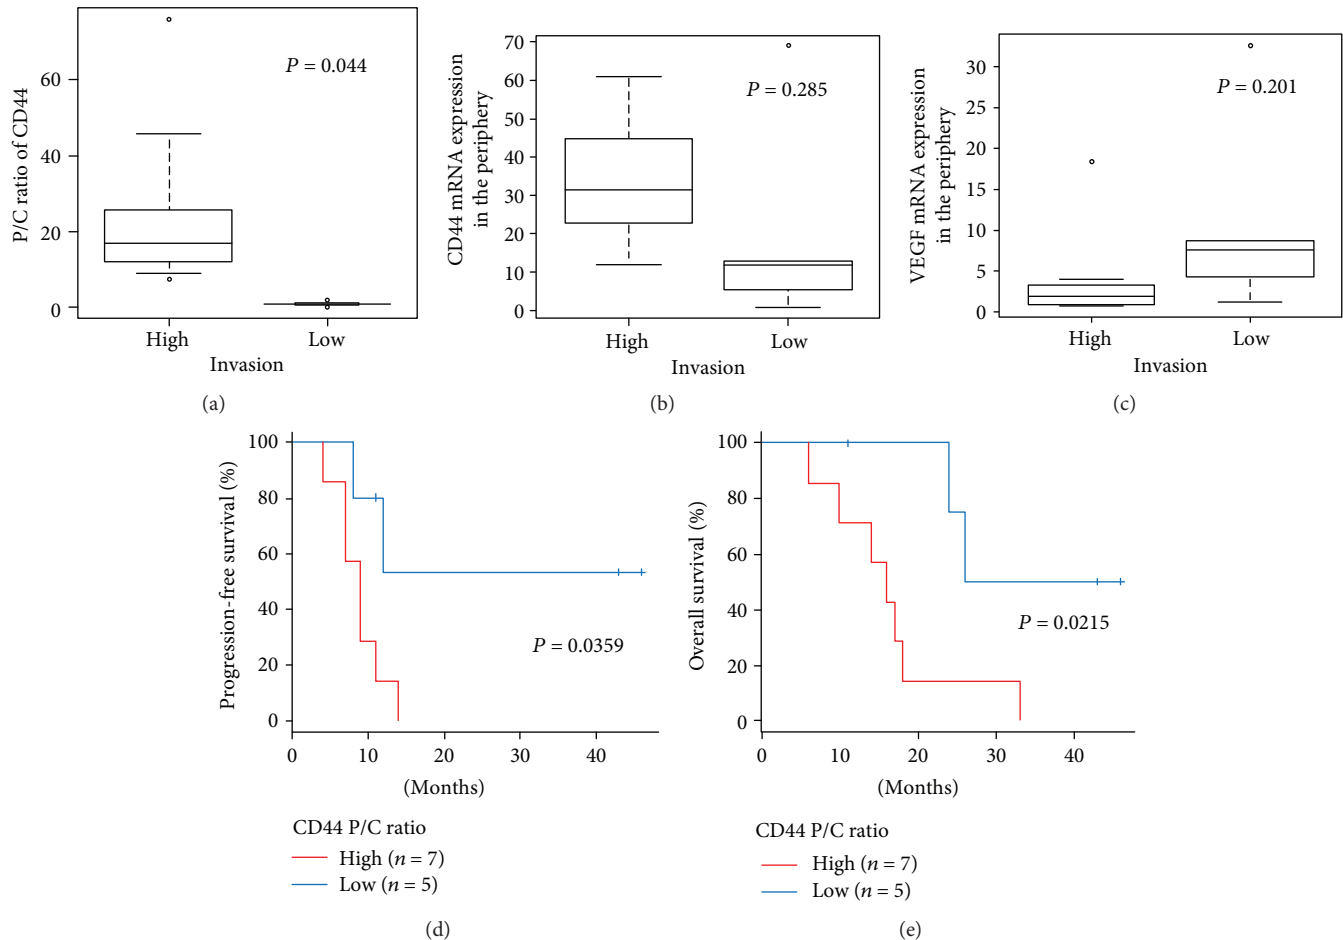 P/C ratio of CD44
60
40
20
0
P = 0.044
High
Low
Invasion
(a)
CD44 mRNA expression
in the periphery
70
60
50
40
30
20
10
0
P = 0.285
High
Low
Invasion
(b)
VEGF mRNA expression
in the periphery
30
25
20
15
10
5
0
P = 0.201
High
Low
Invasion
(c)
Progression-free survival (%)
100
80
60
40
20
0
P = 0.0359
0 10 20 30 40
(Months)
CD44 P/C ratio
High (n = 7)
Low (n = 5)
(d)
Overall survival (%)
100
80
60
40
20
0
P = 0.0215
0 10 20 30 40
(Months)
CD44 P/C ratio
High (n = 7)
Low (n = 5)
(e)